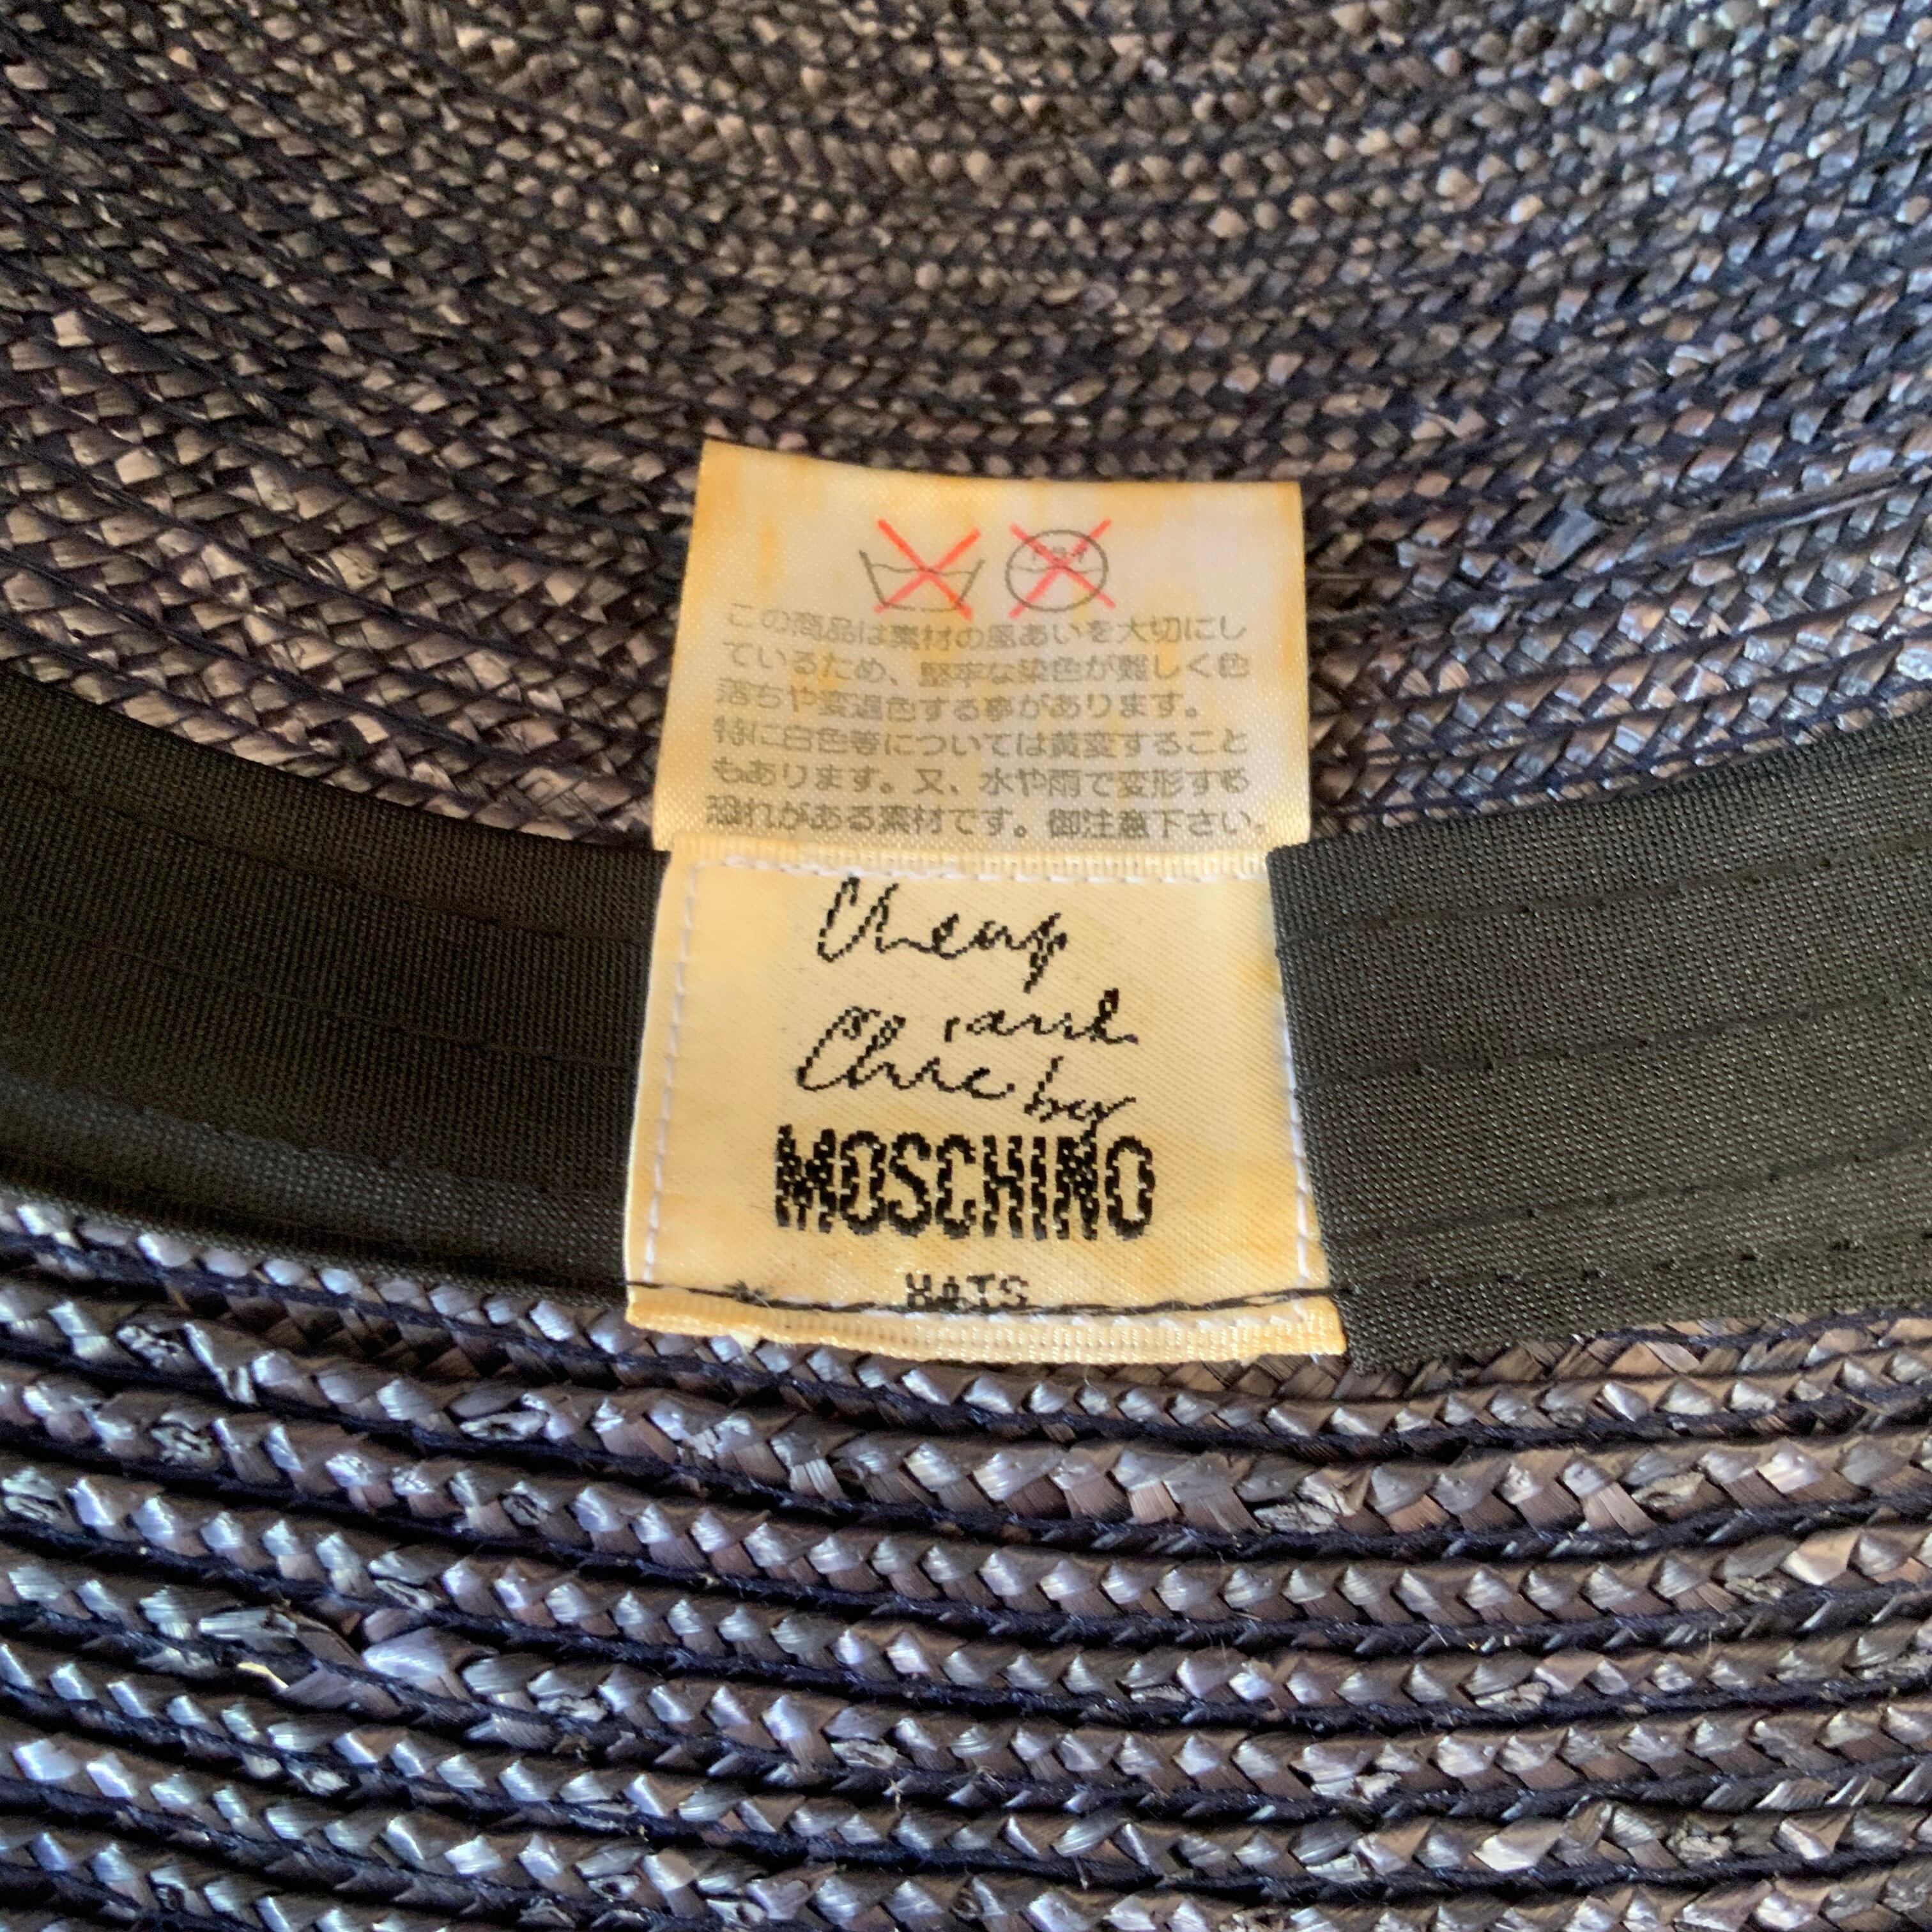 この商品は素材の風あいを大切にし
ているため、堅牢な染色が難しく色
落ちや変退色する事があります。
特に白色等については黄変すること
もあります。又、水や雨で変形する
恐れがある素材です。御注意下さい。
Cheap
and
Chic by
MOSCHINO
HATS